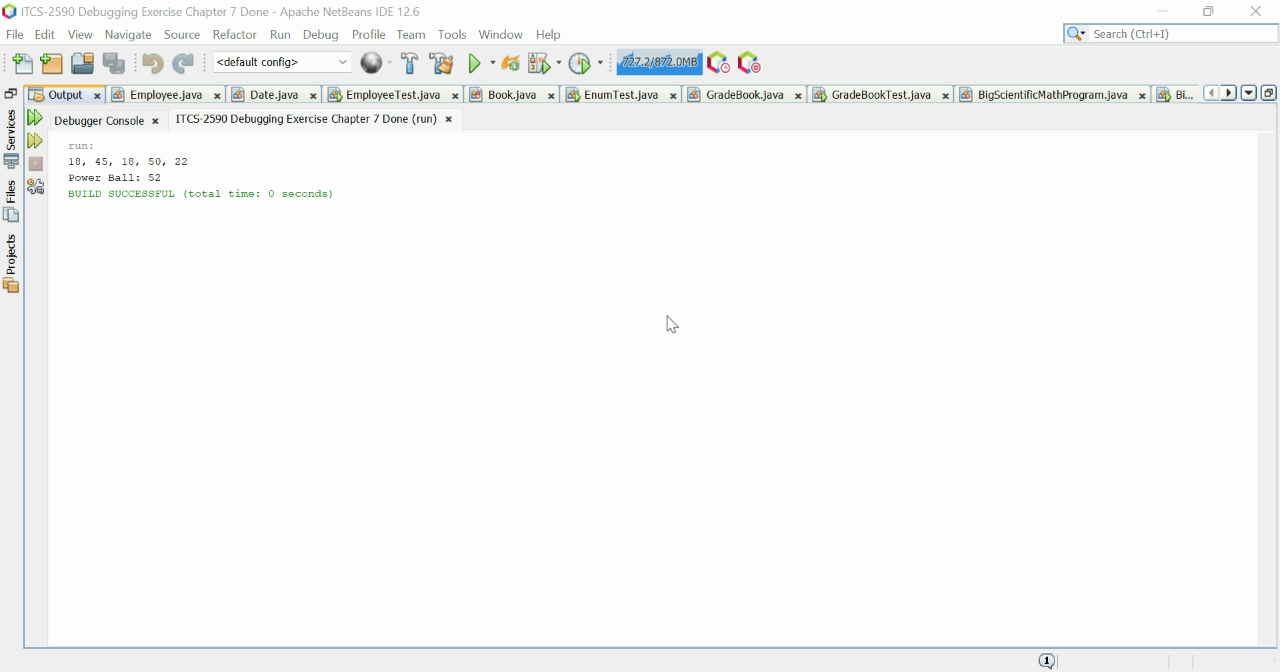 ITCS-2590 Debugging Exercise Chapter 7 Done - Apache NetBeans IDE 12.6
File Edit View Navigate Source Refactor Run Debug Profile Team Tools Window Help
Search (Ctrl+I)
<default config>
727.2/872.0MB
Output Employee.java Date.java EmployeeTest.java Book.java EnumTest.java GradeBook.java GradeBookTest.java BigScientificMathProgram.java Bi...
Debugger Console ITCS-2590 Debugging Exercise Chapter 7 Done (run)
Services
Files
Projects
run:
18, 45, 18, 50, 22
Power Ball: 52
BUILD SUCCESSFUL (total time: 0 seconds)
1